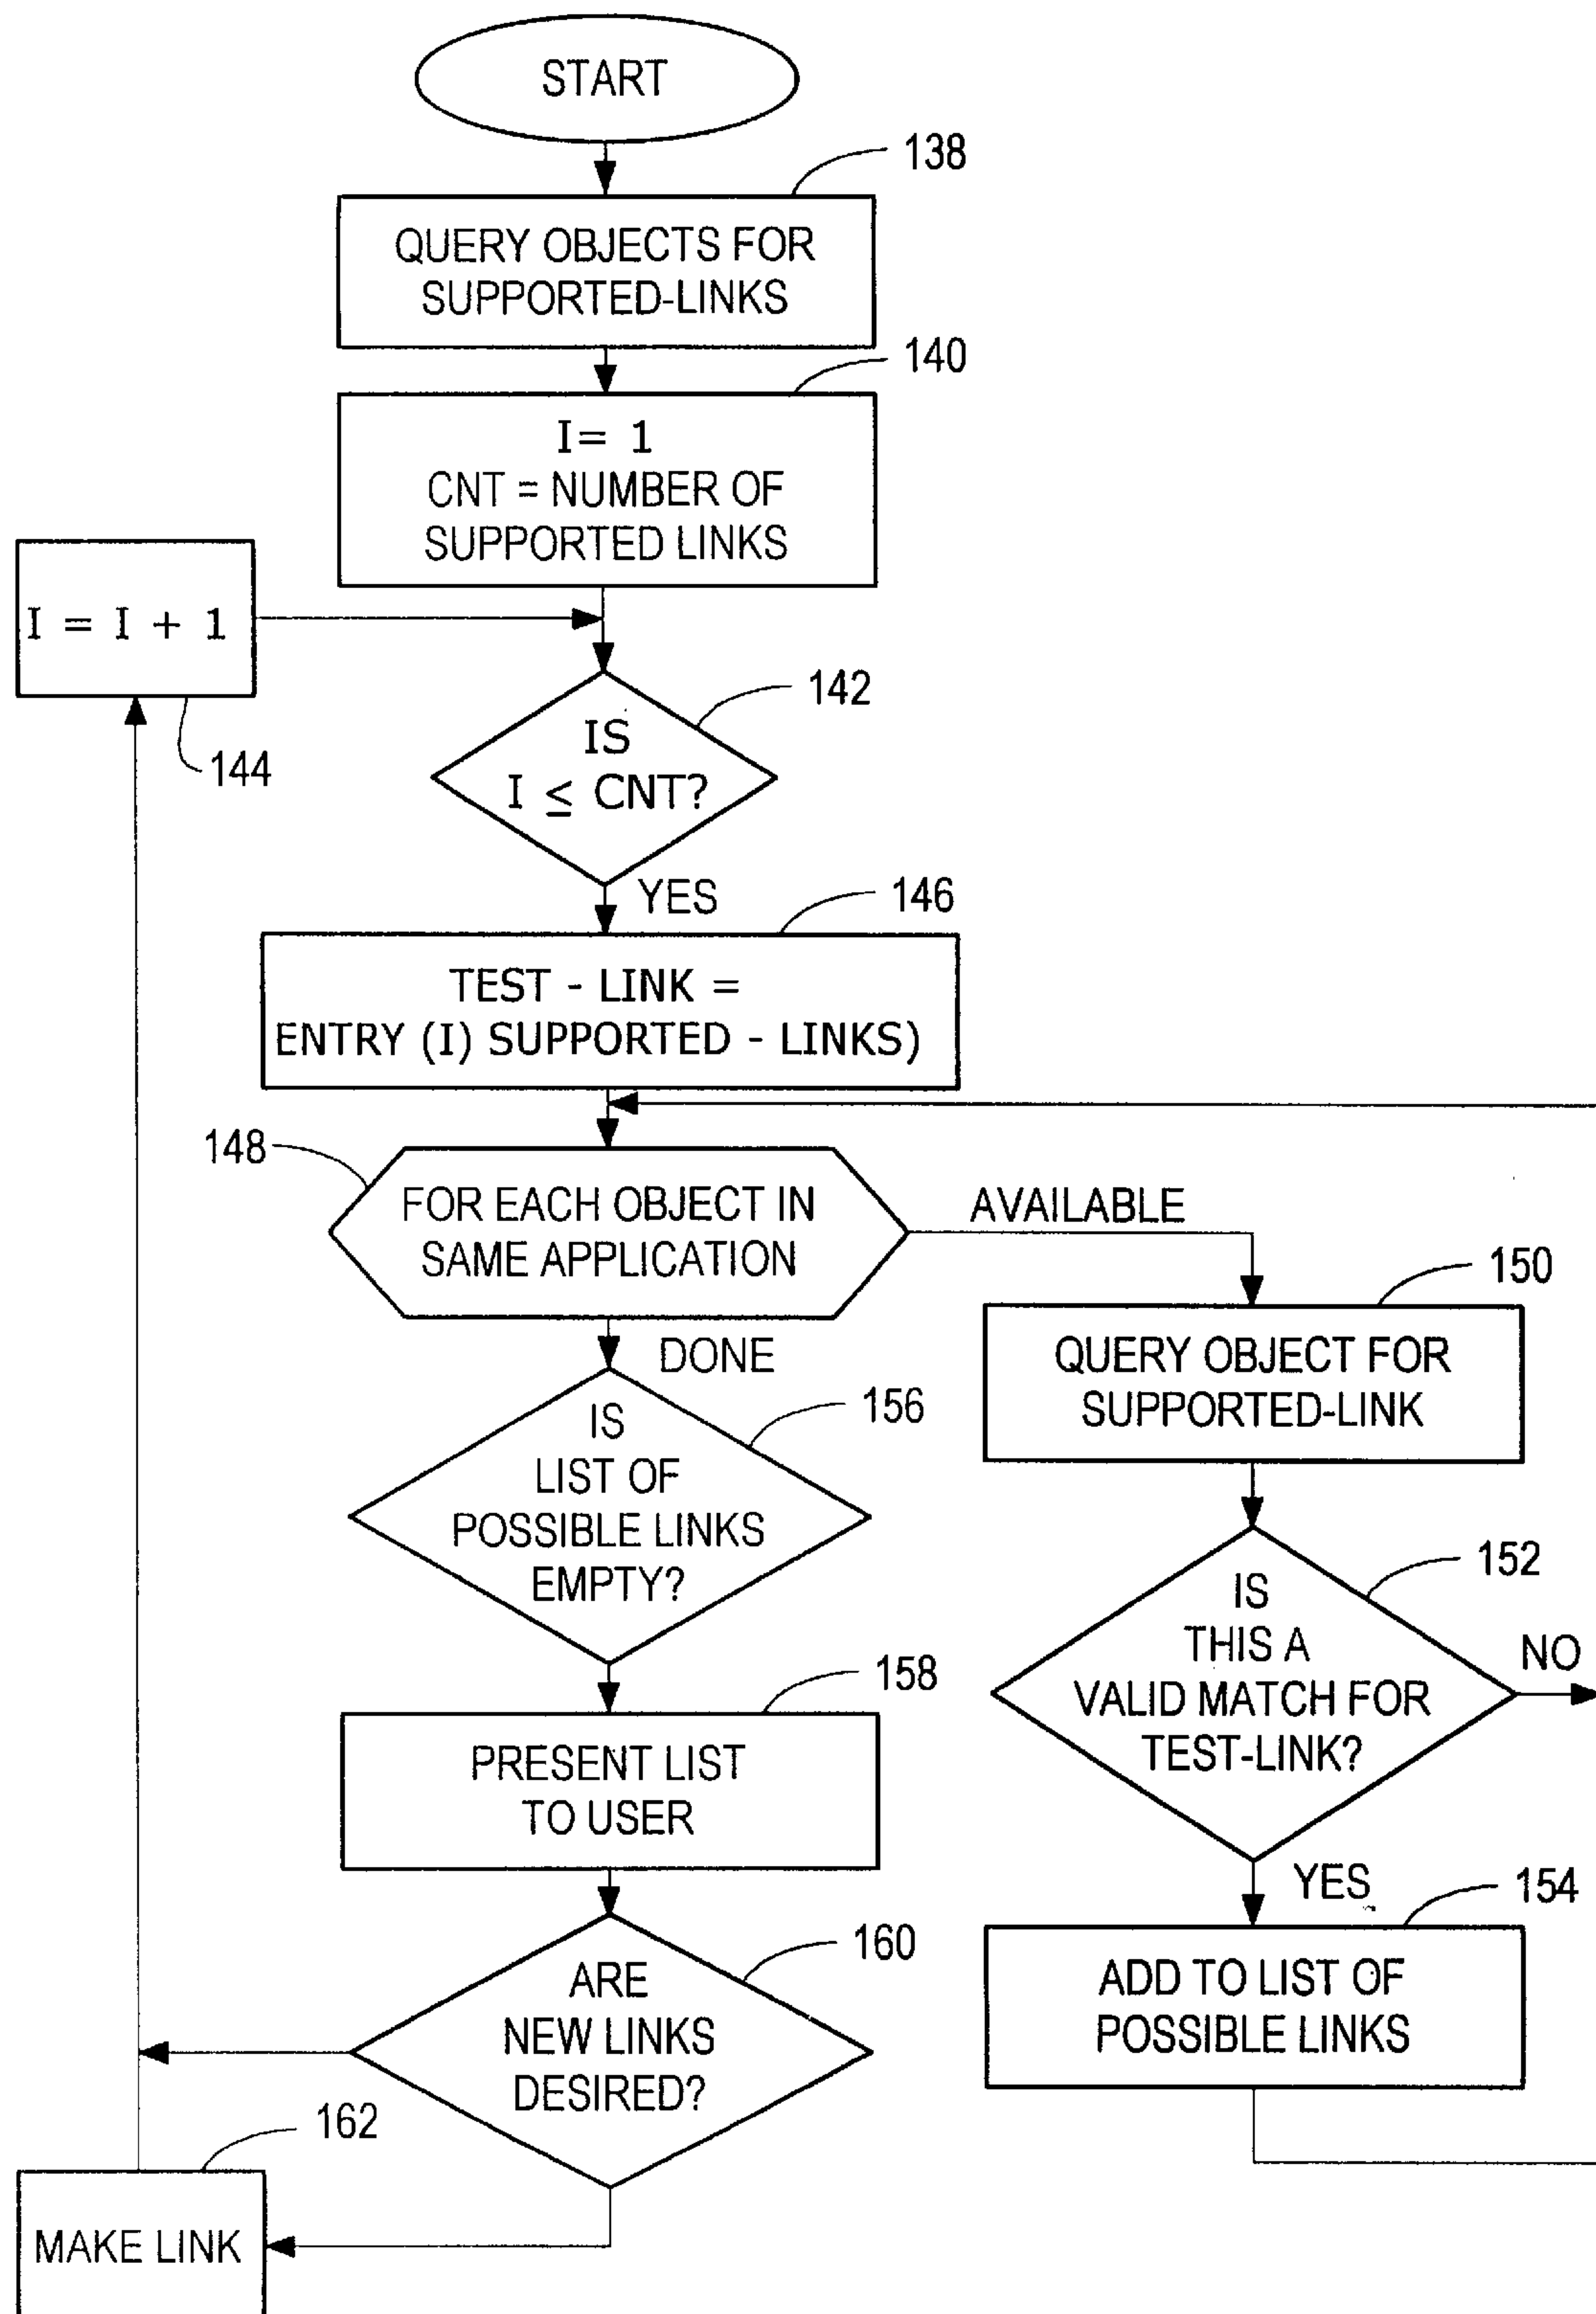 START
138
QUERY OBJECTS FOR
SUPPORTED-LINKS
140
I= 1
CNT = NUMBER OF
SUPPORTED LINKS
I = I + 1
144
142
IS
I ≤ CNT?
YES
146
TEST - LINK =
ENTRY (I) SUPPORTED - LINKS)
148
FOR EACH OBJECT IN
SAME APPLICATION
AVAILABLE
DONE
150
QUERY OBJECT FOR
SUPPORTED-LINK
156
IS
LIST OF
POSSIBLE LINKS
EMPTY?
152
IS
THIS A
VALID MATCH FOR
TEST-LINK?
NO
YES
158
PRESENT LIST
TO USER
154
ADD TO LIST OF
POSSIBLE LINKS
160
ARE
NEW LINKS
DESIRED?
162
MAKE LINK